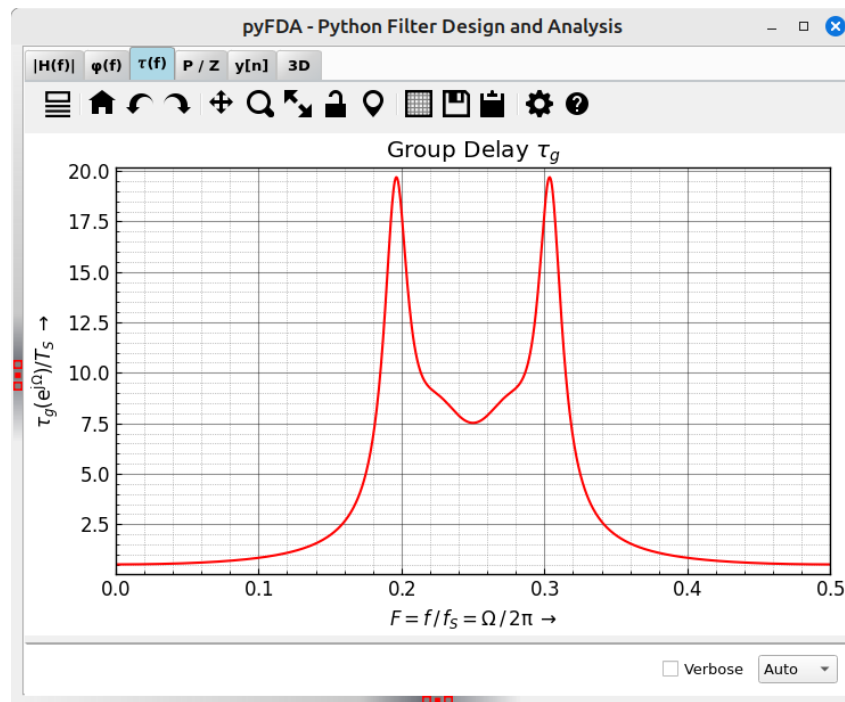 pyFDA - Python Filter Design and Analysis
|H(f)| φ(f) τ(f) P / Z y[n] 3D
Group Delay τg
20.0
17.5
15.0
12.5
10.0
7.5
5.0
2.5
τg(e^jΩ)/TS →
0.0 0.1 0.2 0.3 0.4 0.5
F = f / fS = Ω / 2π →
Verbose Auto